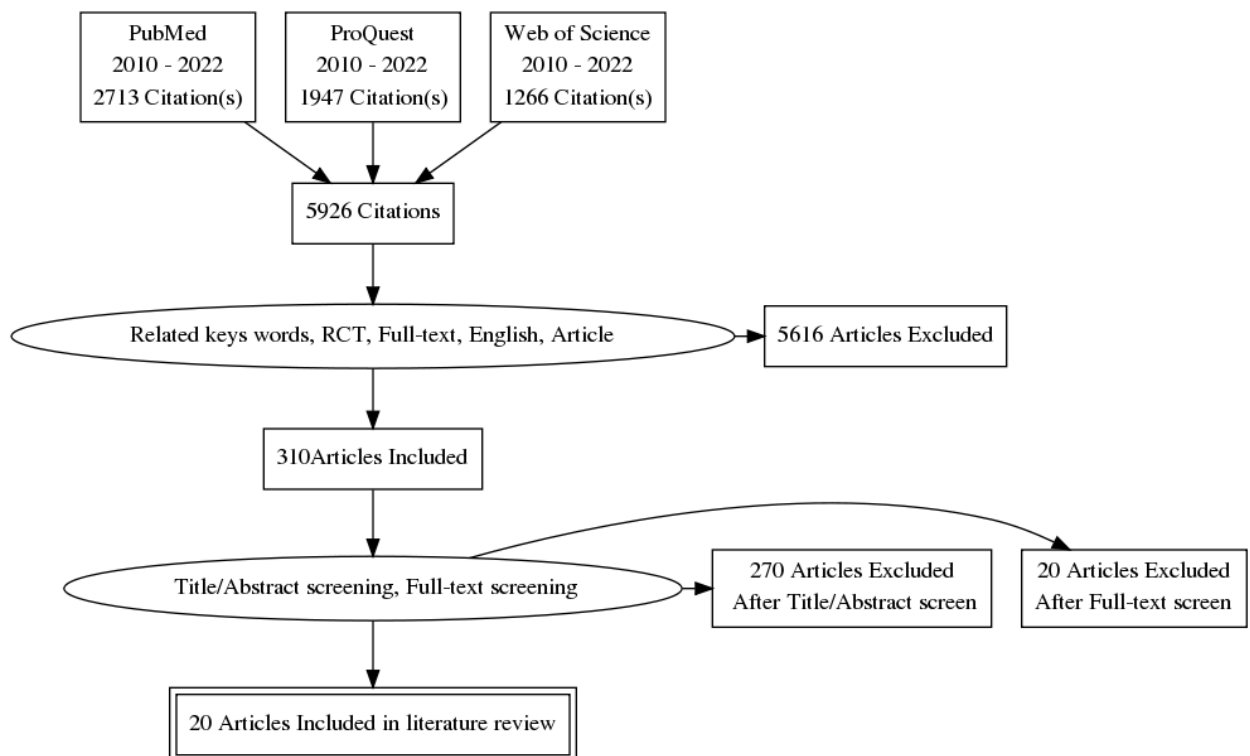 PubMed
2010 - 2022
2713 Citation(s)
ProQuest
2010 - 2022
1947 Citation(s)
Web of Science
2010 - 2022
1266 Citation(s)
5926 Citations
Related keys words, RCT, Full-text, English, Article
5616 Articles Excluded
310Articles Included
Title/Abstract screening, Full-text screening
270 Articles Excluded
After Title/Abstract screen
20 Articles Excluded
After Full-text screen
20 Articles Included in literature review